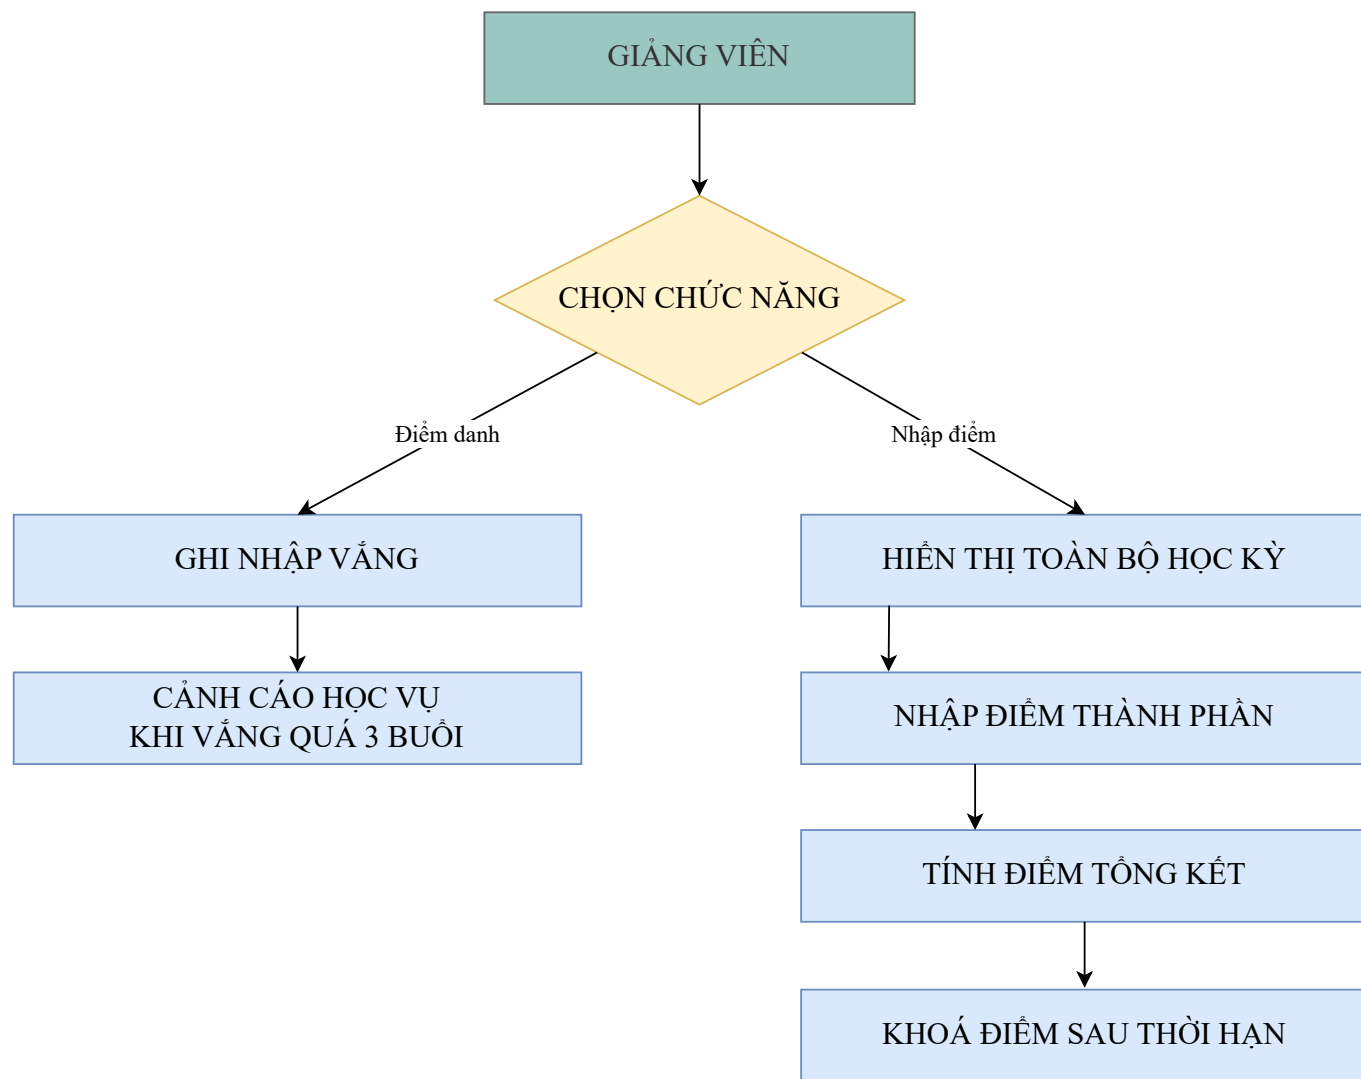 GIẢNG VIÊN
CHỌN CHỨC NĂNG
Điểm danh
Nhập điểm
GHI NHẬP VẮNG
HIỂN THỊ TOÀN BỘ HỌC KỲ
CẢNH CÁO HỌC VỤ
KHI VẮNG QUÁ 3 BUỔI
NHẬP ĐIỂM THÀNH PHẦN
TÍNH ĐIỂM TỔNG KẾT
KHOÁ ĐIỂM SAU THỜI HẠN